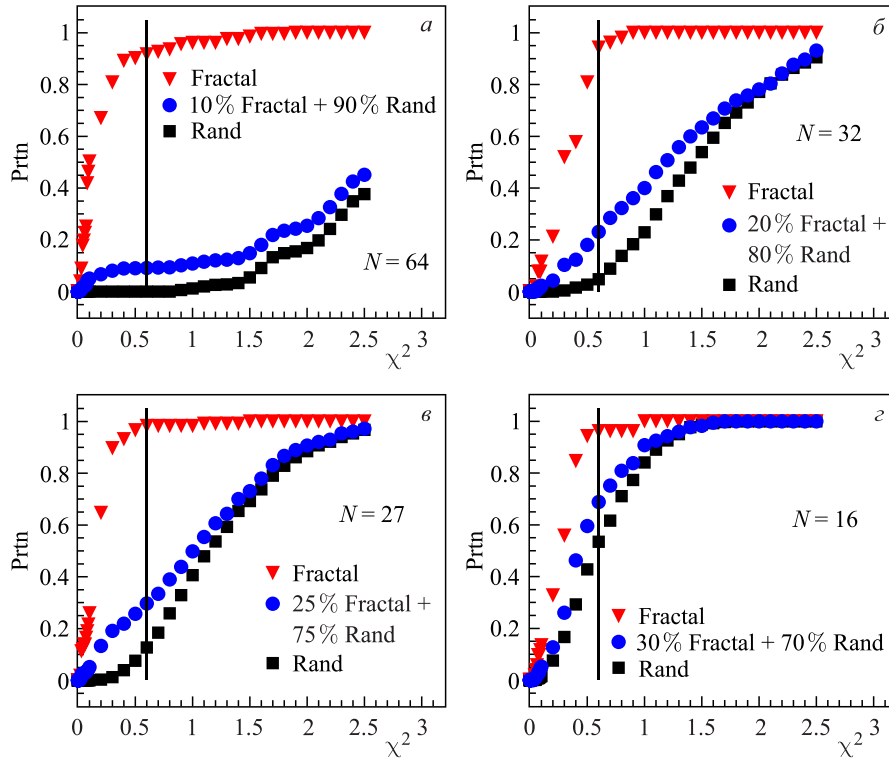 а
1
0.8
0.6
0.4
0.2
0
Prtn
Fractal
10% Fractal + 90% Rand
Rand
N = 64
0 0.5 1 1.5 2 2.5 3
χ²
б
1
0.8
0.6
0.4
0.2
0
Prtn
N = 32
Fractal
20% Fractal +
80% Rand
Rand
0 0.5 1 1.5 2 2.5 3
χ²
в
1
0.8
0.6
0.4
0.2
0
Prtn
N = 27
Fractal
25% Fractal +
75% Rand
Rand
0 0.5 1 1.5 2 2.5 3
χ²
г
1
0.8
0.6
0.4
0.2
0
Prtn
N = 16
Fractal
30% Fractal + 70% Rand
Rand
0 0.5 1 1.5 2 2.5 3
χ²